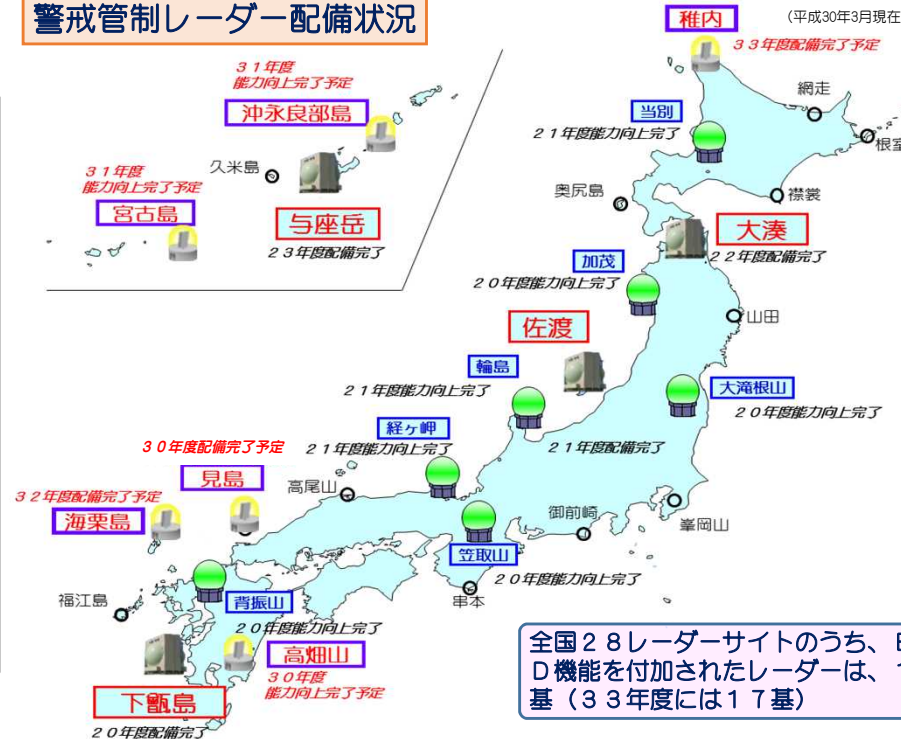 警戒管制レーダー配備状況
(平成30年3月現在
稚内
33年度配備完了予定
31年度
能力向上完了予定
沖永良部島
網走
当別
21年度能力向上完了
根室
久米島
31年度
能力向上完了予定
宮古島
与座岳
23年度配備完了
奥尻島
襟裳
大湊
22年度配備完了
加茂
20年度能力向上完了
佐渡
山田
輪島
21年度能力向上完了
大滝根山
20年度能力向上完了
経ヶ岬
21年度能力向上完了
21年度配備完了
30年度配備完了予定
見島
高尾山
32年度配備完了予定
海栗島
御前崎
峯岡山
笠取山
20年度能力向上完了
串本
福江島
背振山
20年度能力向上完了
高畑山
30年度
能力向上完了予定
下甑島
20年度配備完了
全国28レーダーサイトのうち、
D機能を付加されたレーダーは、
基(33年度には17基)